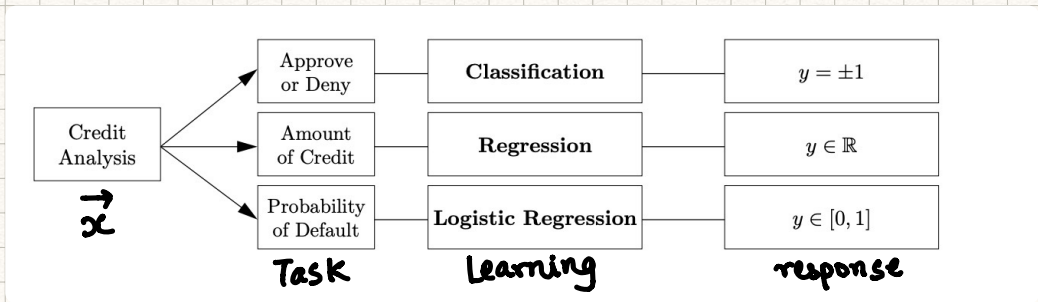 Credit
Analysis
Approve
or Deny
Classification
y = ±1
Amount
of Credit
Regression
y ∈ ℝ
Probability
of Default
Logistic Regression
y ∈ [0, 1]
x⃗
Task
Learning
response